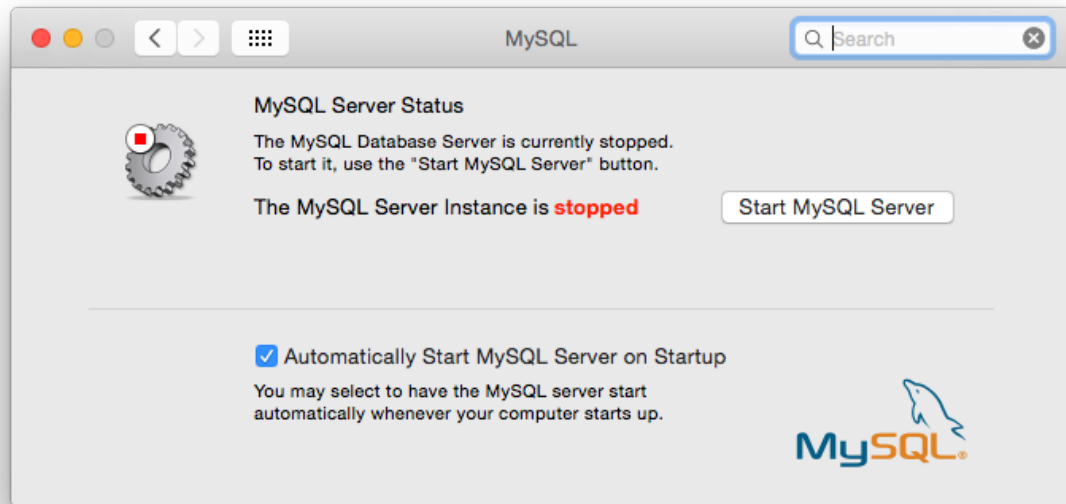 MySQL
Search
MySQL Server Status
The MySQL Database Server is currently stopped.
To start it, use the "Start MySQL Server" button.
The MySQL Server Instance is stopped
Start MySQL Server
Automatically Start MySQL Server on Startup
You may select to have the MySQL server start
automatically whenever your computer starts up.
MySQL®